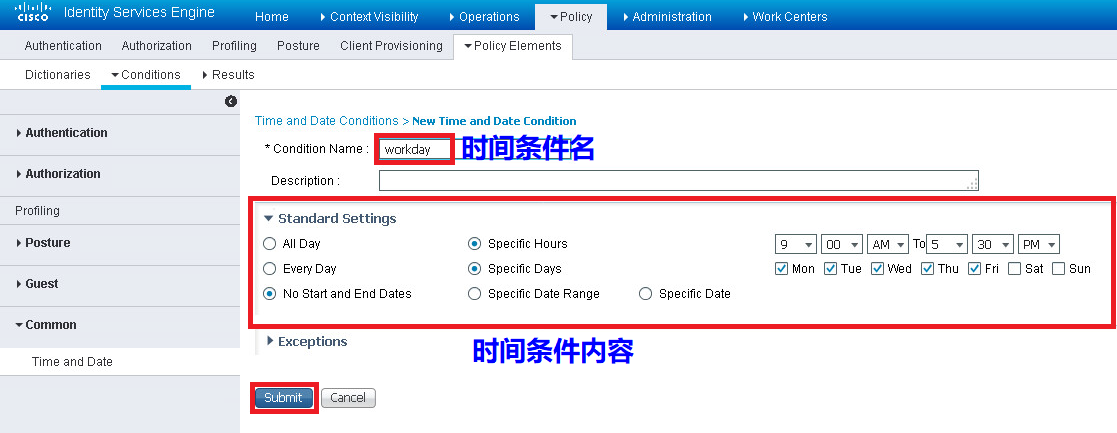 cisco Identity Services Engine Home Context Visibility Operations Policy Administration Work Centers
Authentication Authorization Profiling Posture Client Provisioning Policy Elements
Dictionaries Conditions Results
Authentication
Authorization
Profiling
Posture
Guest
Common
Time and Date
Time and Date Conditions > New Time and Date Condition
* Condition Name : workday 时间条件名
Description :
Standard Settings
All Day Specific Hours 9 00 AM To 5 30 PM
Every Day Specific Days Mon Tue Wed Thu Fri Sat Sun
No Start and End Dates Specific Date Range Specific Date
Exceptions
时间条件内容
Submit Cancel